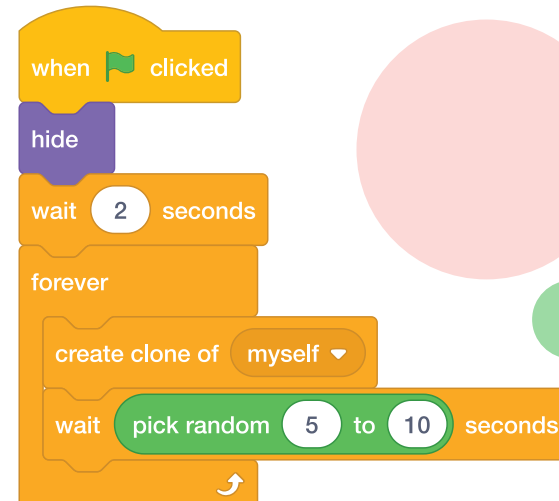 when clicked
hide
wait 2 seconds
forever
create clone of myself
wait pick random 5 to 10 seconds